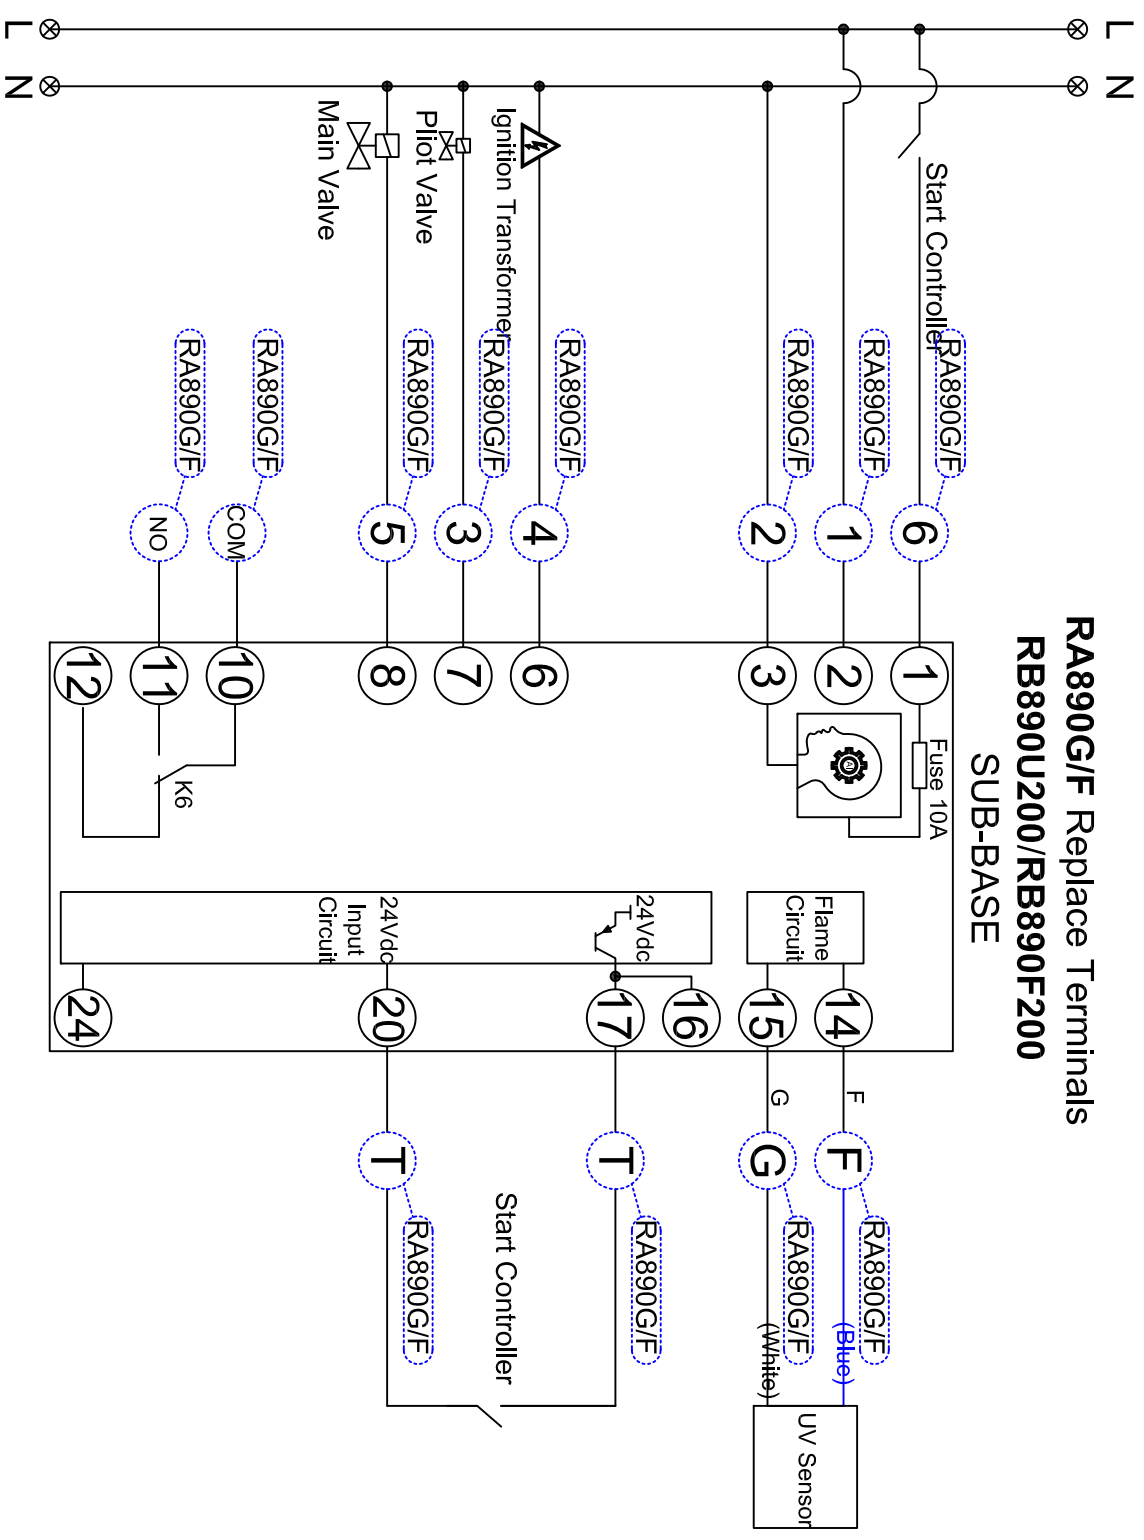 RA890G/F Replace Terminals
RB890U200/RB890F200
SUB-BASE
L
N
L
N
Start Controller
Ignition Transformer
Pliot Valve
Main Valve
RA890G/F
RA890G/F
RA890G/F
RA890G/F
RA890G/F
RA890G/F
RA890G/F
RA890G/F
6
1
2
4
3
5
COM
NO
1
2
3
6
7
8
10
11
12
Fuse 10A
AI
K6
Flame
Circuit
24Vdc
24Vdc
Input
Circuit
14
15
16
17
20
24
F
G
F
G
T
T
RA890G/F
RA890G/F
RA890G/F
RA890G/F
(Blue)
(White)
Start Controller
UV Sensor